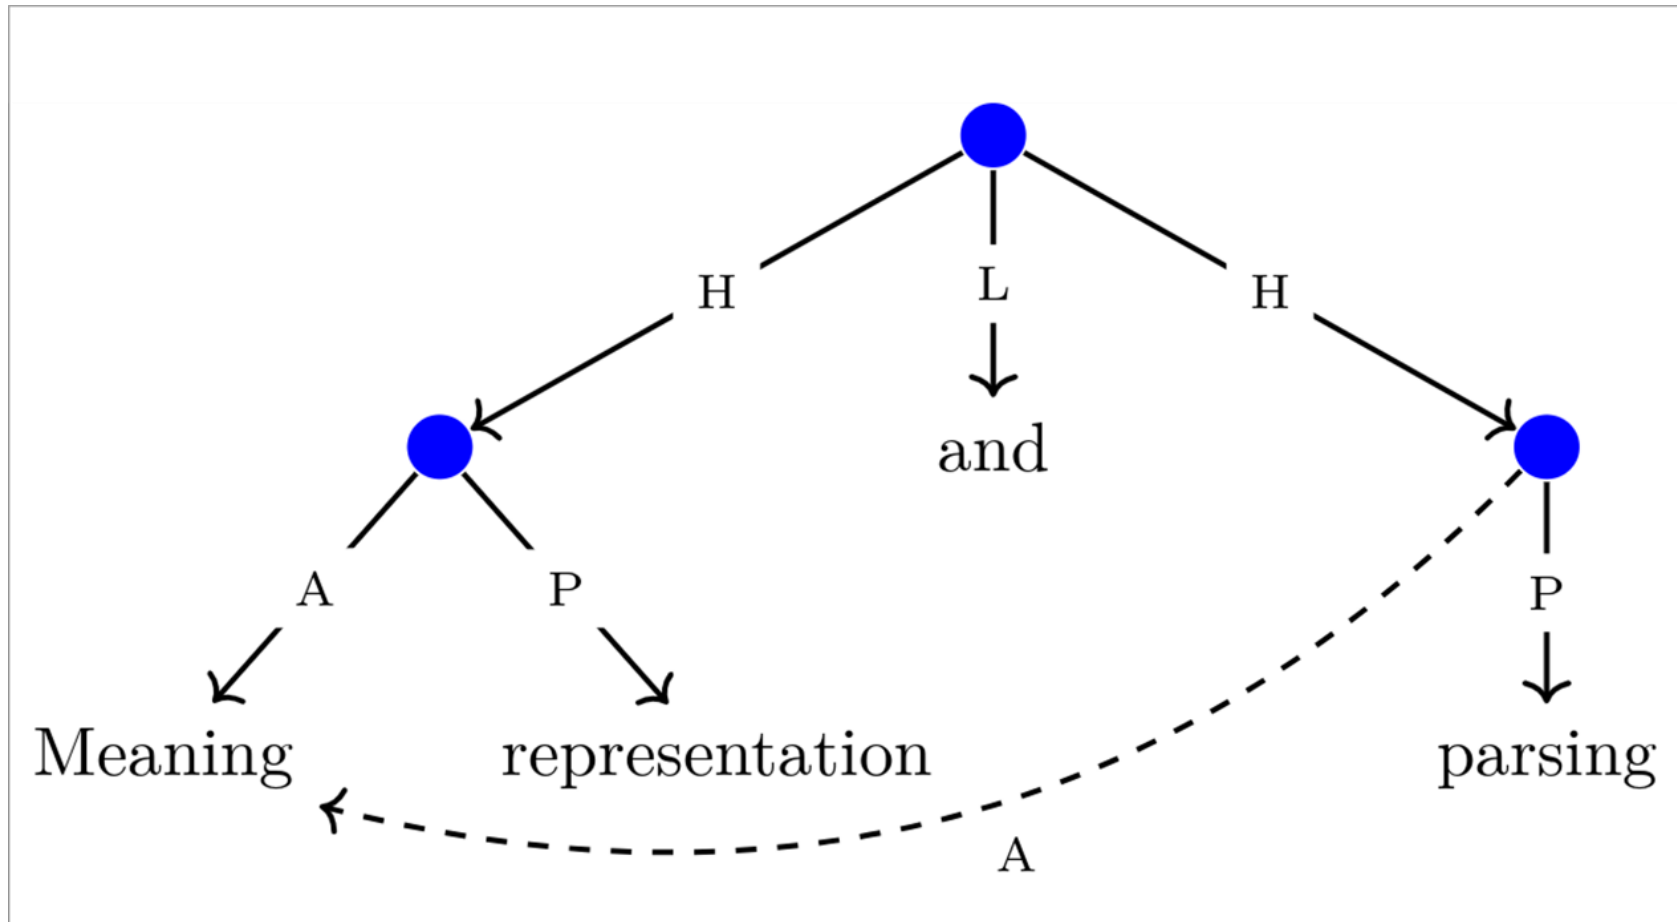 H L H
and
A P P
Meaning representation parsing
A